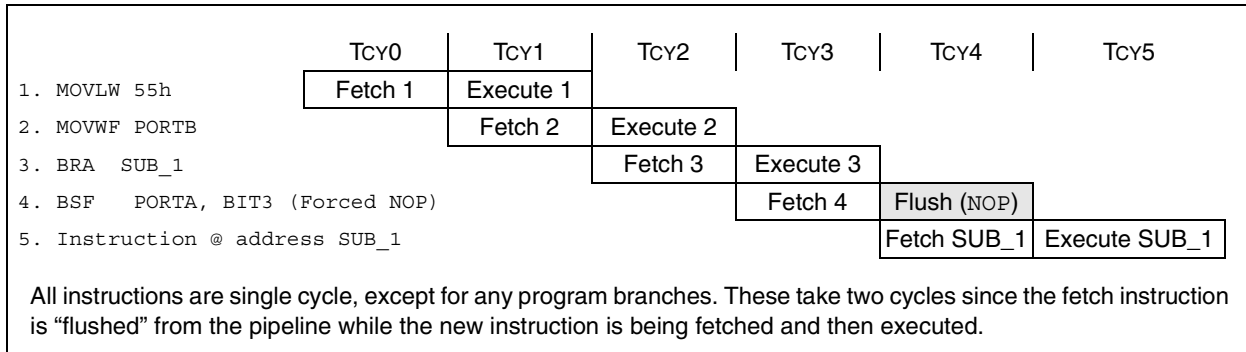 TCY0 TCY1 TCY2 TCY3 TCY4 TCY5
1. MOVLW 55h Fetch 1 Execute 1
2. MOVWF PORTB Fetch 2 Execute 2
3. BRA SUB_1 Fetch 3 Execute 3
4. BSF PORTA, BIT3 (Forced NOP) Fetch 4 Flush (NOP)
5. Instruction @ address SUB_1 Fetch SUB_1 Execute SUB_1
All instructions are single cycle, except for any program branches. These take two cycles since the fetch instruction
is “flushed” from the pipeline while the new instruction is being fetched and then executed.